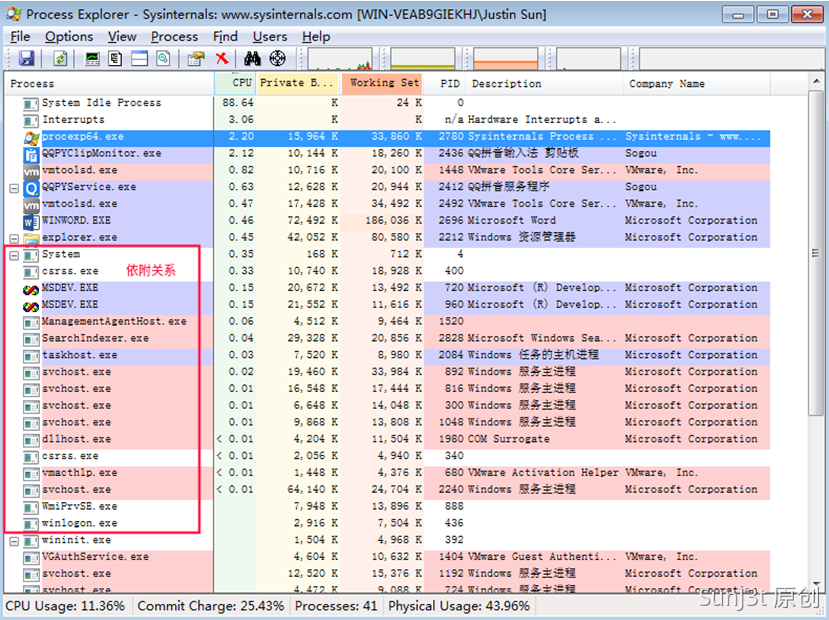 Process Explorer - Sysinternals: www.sysinternals.com [WIN-VEAB9GIEKHJ\Justin Sun]
File Options View Process Find Users Help
Process CPU Private B... Working Set PID Description Company Name
System Idle Process 88.64 K 24 K 0
Interrupts 3.06 K K n/a Hardware Interrupts a...
procexp64.exe 2.20 15,964 K 33,860 K 2780 Sysinternals Process ... Sysinternals - www....
QQPYClipMonitor.exe 2.12 10,144 K 18,260 K 2436 QQ拼音输入法 剪贴板 Sogou
vmtoolsd.exe 0.82 10,716 K 20,100 K 1448 VMware Tools Core Ser... VMware, Inc.
QQPYService.exe 0.63 12,628 K 20,944 K 2412 QQ拼音服务程序 Sogou
vmtoolsd.exe 0.47 17,428 K 34,492 K 2492 VMware Tools Core Ser... VMware, Inc.
WINWORD.EXE 0.46 72,492 K 186,036 K 2696 Microsoft Word Microsoft Corporation
explorer.exe 0.45 42,052 K 80,580 K 2212 Windows 资源管理器 Microsoft Corporation
System 0.35 168 K 712 K 4
csrss.exe 依附关系 0.33 10,740 K 18,928 K 400
MSDEV.EXE 0.15 20,672 K 13,492 K 720 Microsoft (R) Develop... Microsoft Corporation
MSDEV.EXE 0.15 21,552 K 11,616 K 960 Microsoft (R) Develop... Microsoft Corporation
ManagementAgentHost.exe 0.06 4,512 K 9,464 K 1520
SearchIndexer.exe 0.04 29,328 K 20,856 K 2828 Microsoft Windows Sea... Microsoft Corporation
taskhost.exe 0.03 7,520 K 8,980 K 2084 Windows 任务的主机进程 Microsoft Corporation
svchost.exe 0.02 19,460 K 33,984 K 892 Windows 服务主进程 Microsoft Corporation
svchost.exe 0.01 16,548 K 17,444 K 816 Windows 服务主进程 Microsoft Corporation
svchost.exe 0.01 6,648 K 14,048 K 300 Windows 服务主进程 Microsoft Corporation
svchost.exe 0.01 9,868 K 13,808 K 1048 Windows 服务主进程 Microsoft Corporation
dllhost.exe < 0.01 4,204 K 11,504 K 1980 COM Surrogate Microsoft Corporation
csrss.exe < 0.01 2,056 K 4,940 K 340
vmacthlp.exe < 0.01 1,448 K 4,376 K 680 VMware Activation Helper VMware, Inc.
svchost.exe < 0.01 64,140 K 24,704 K 2240 Windows 服务主进程 Microsoft Corporation
WmiPrvSE.exe 7,948 K 13,896 K 888
winlogon.exe 2,916 K 7,504 K 436
wininit.exe 1,504 K 4,968 K 392
VGAuthService.exe 4,604 K 10,632 K 1404 VMware Guest Authenti... VMware, Inc.
svchost.exe 12,520 K 15,376 K 1192 Windows 服务主进程 Microsoft Corporation
svchost.exe 4,472 K 9,088 K 724 Windows 服务主进程 Microsoft Corporation
CPU Usage: 11.36% Commit Charge: 25.43% Processes: 41 Physical Usage: 43.96%
sunj3t 原创